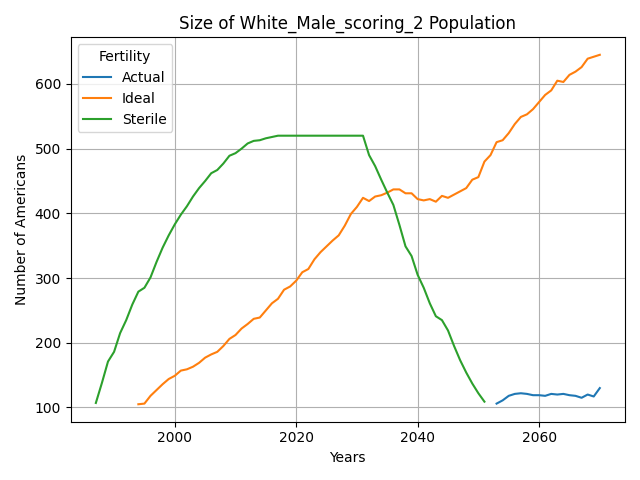 Size of White_Male_scoring_2 Population
Fertility
Actual
Ideal
Sterile
Number of Americans
600
500
400
300
200
100
2000 2020 2040 2060
Years